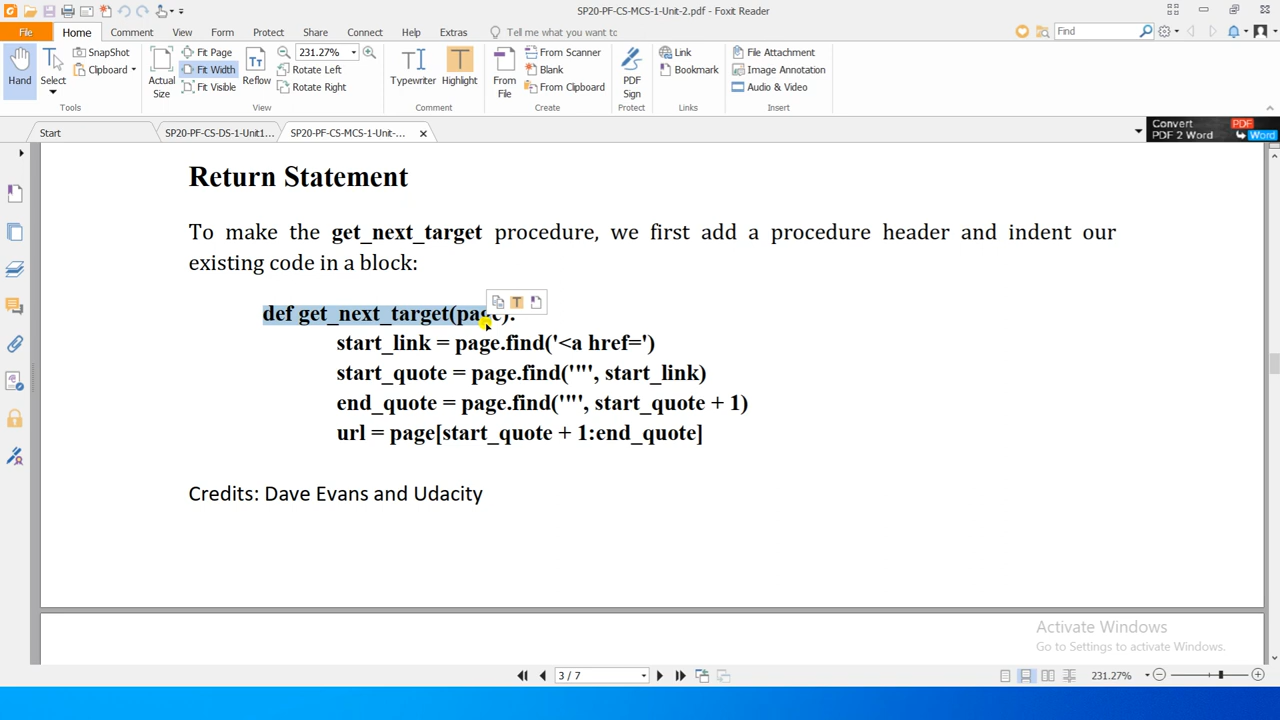 SP20-PF-CS-MCS-1-Unit-2.pdf - Foxit Reader
File Home Comment View Form Protect Share Connect Help Extras Tell me what you want tc Find
Hand
Select
SnapShot
Clipboard
Tools
Actual Size
Fit Page
Fit Width
Fit Visible
Reflow
231.27%
Rotate Left
Rotate Right
View
Typewriter
Highlight
Comment
From File
From Scanner
Blank
From Clipboard
Create
PDF Sign
Protect
Link
Bookmark
Links
File Attachment
Image Annotation
Audio & Video
Insert
Start SP20-PF-CS-DS-1-Unit1... SP20-PF-CS-MCS-1-Unit-...
Convert PDF
PDF 2 Word Word
Return Statement
To make the get_next_target procedure, we first add a procedure header and indent our
existing code in a block:
def get_next_target(page):
start_link = page.find('<a href=')
start_quote = page.find('"', start_link)
end_quote = page.find('"', start_quote + 1)
url = page[start_quote + 1:end_quote]
Credits: Dave Evans and Udacity
Activate Windows
Go to Settings to activate Windows.
3 / 7
231.27%